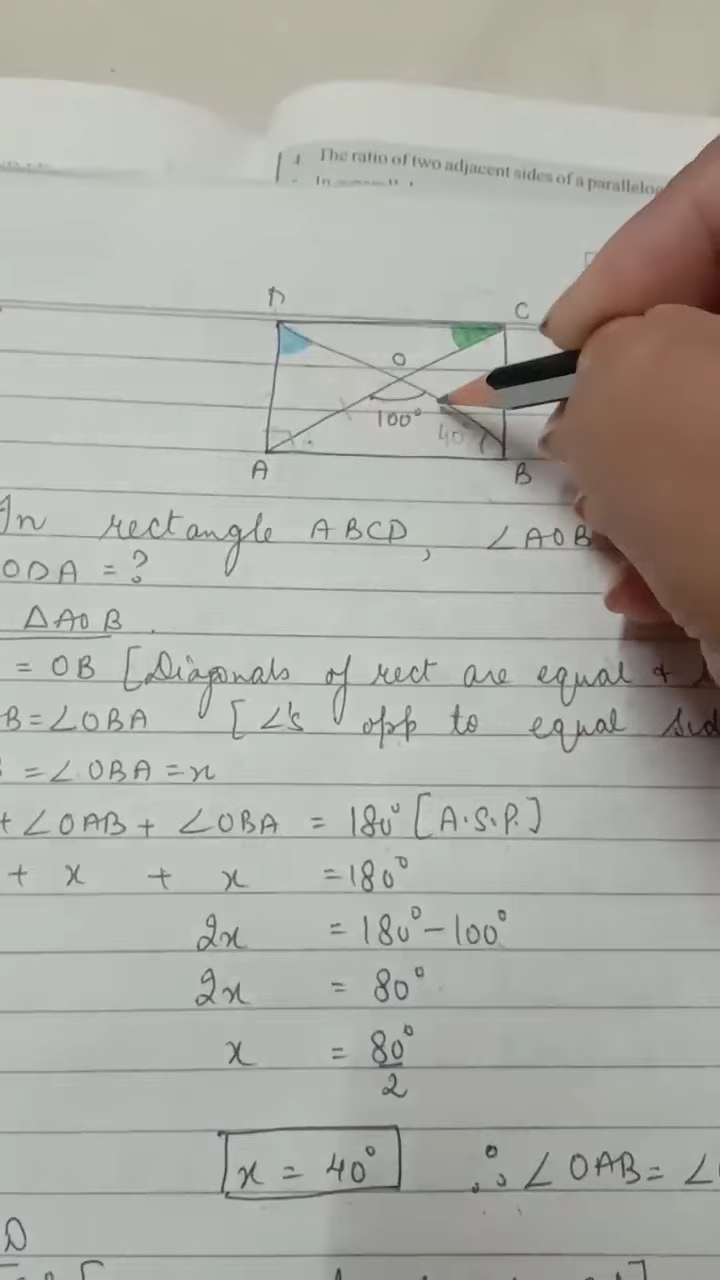 4. The ratio of two adjacent sides of a
D
C
O
100°
40°
A
B
In rectangle ABCD, ∠AOB
ODA = ?
ΔAOB.
= OB [Diagonals of rect are equal &
B = ∠OBA [∠'s opp to equal
= ∠OBA = x
+ ∠OAB + ∠OBA = 180° [A.S.P.]
+ x + x = 180°
2x = 180° - 100°
2x = 80°
x = 80°/2
x = 40° ∴ ∠OAB = ∠
D